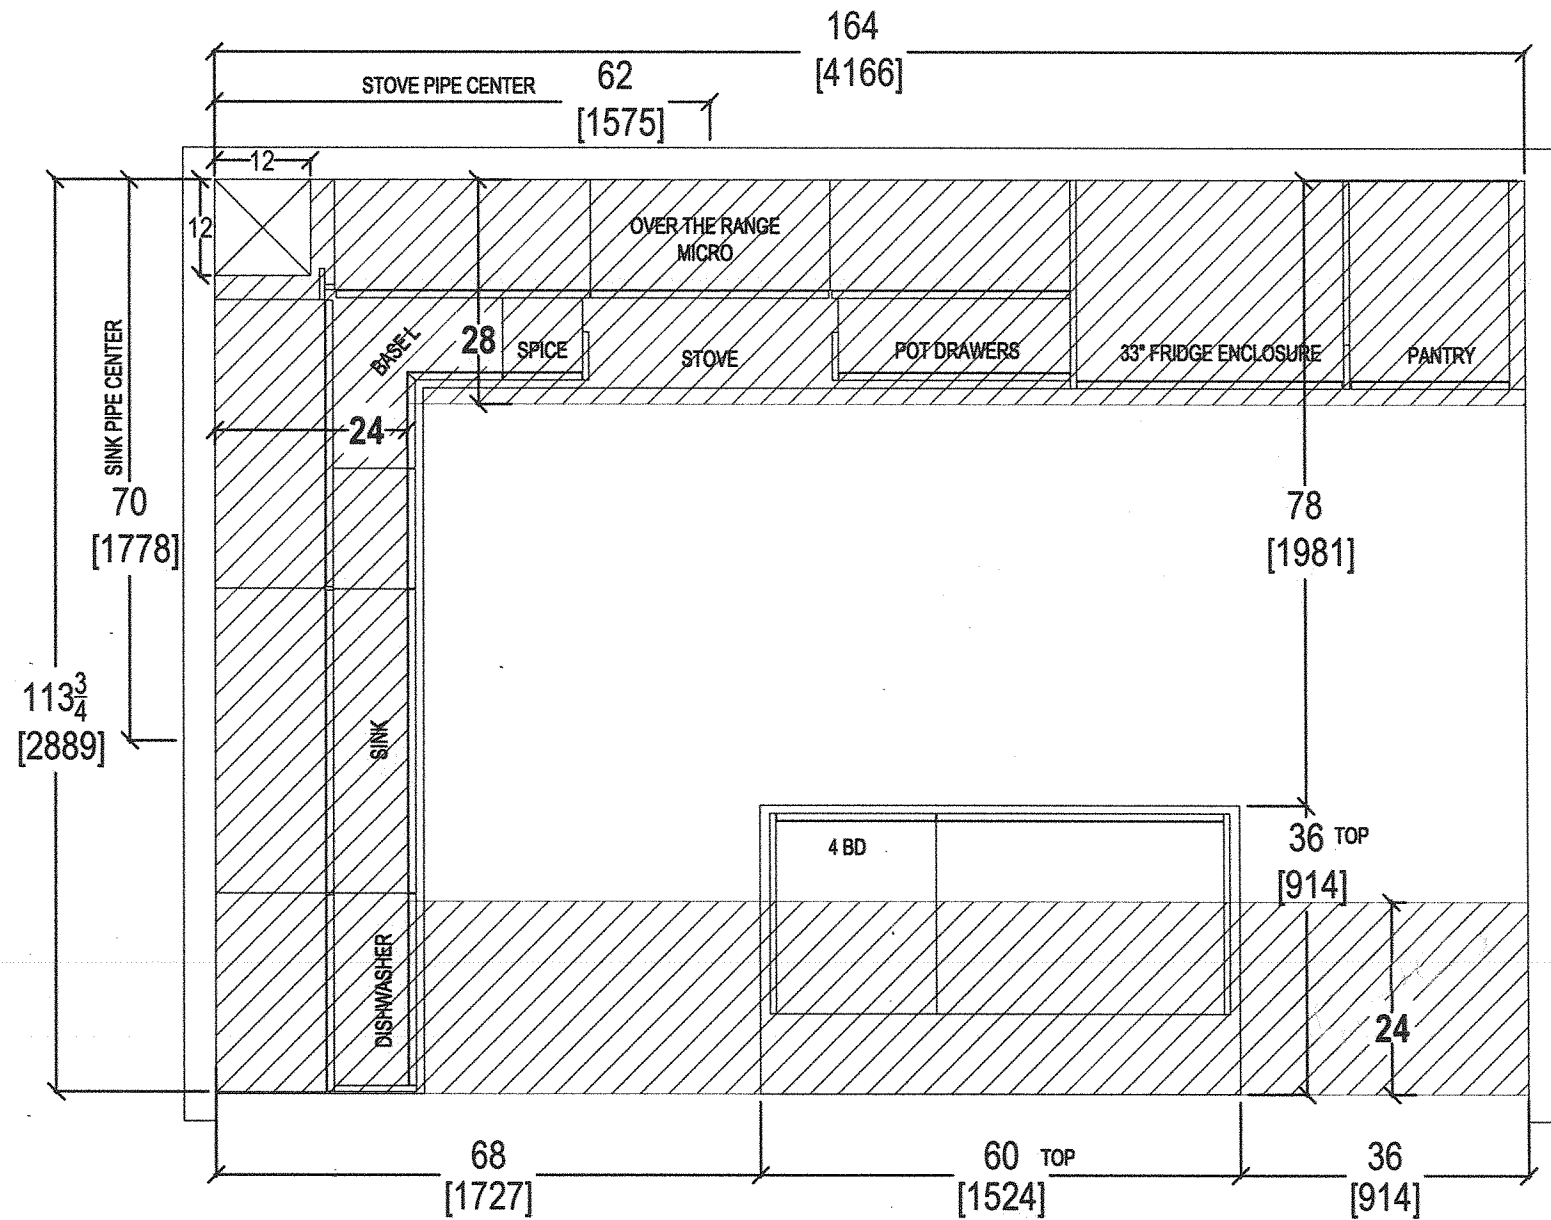 164
[4166]
STOVE PIPE CENTER
62
[1575]
12
12
OVER THE RANGE
MICRO
SINK PIPE CENTER
70
[1778]
BASE L
28
SPICE
STOVE
POT DRAWERS
33" FRIDGE ENCLOSURE
PANTRY
24
78
[1981]
113 3/4
[2889]
SINK
4 BD
36 TOP
[914]
DISHWASHER
24
68
[1727]
60 TOP
[1524]
36
[914]